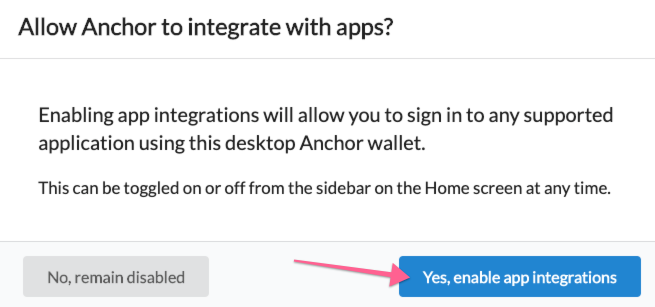 Allow Anchor to integrate with apps?
Enabling app integrations will allow you to sign in to any supported
application using this desktop Anchor wallet.
This can be toggled on or off from the sidebar on the Home screen at any time.
No, remain disabled
Yes, enable app integrations